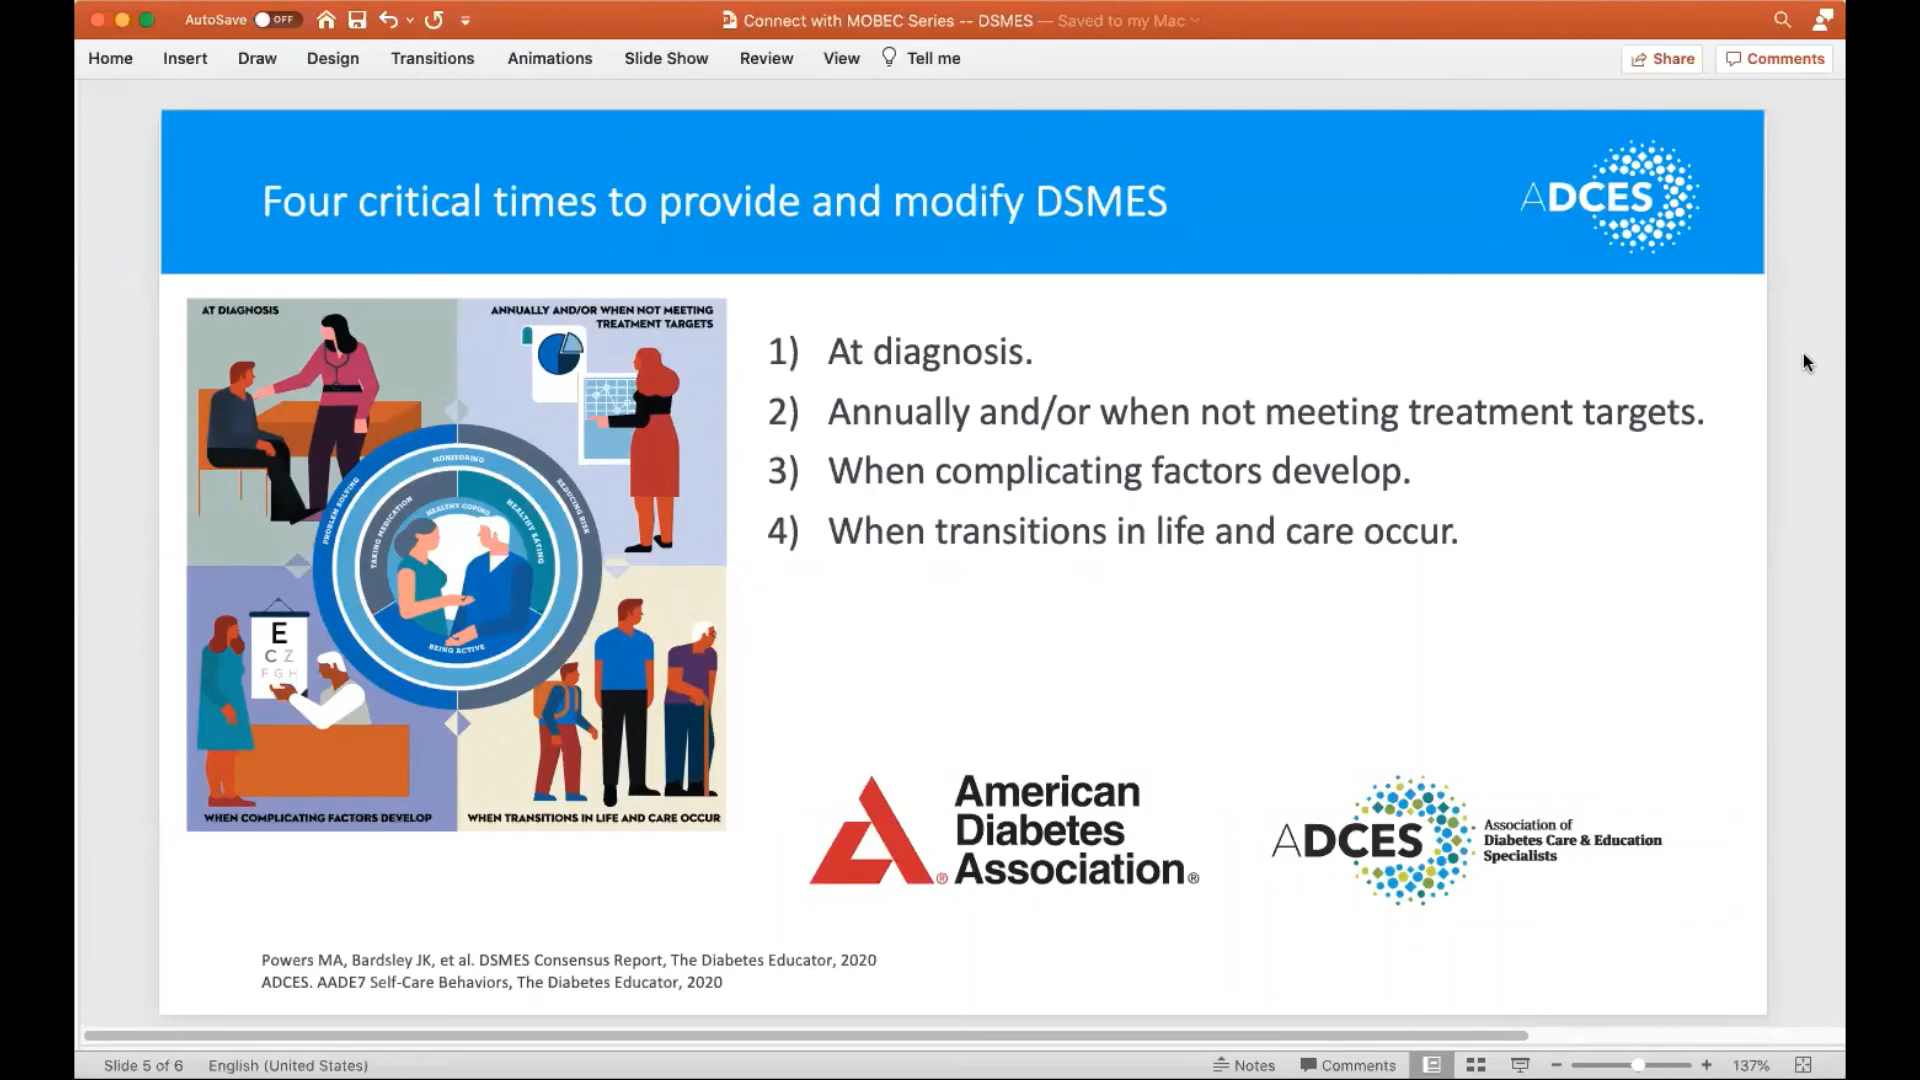 AutoSave OFF
Connect with MOBEC Series -- DSMES — Saved to my Mac
Home Insert Draw Design Transitions Animations Slide Show Review View Tell me
Share Comments
Four critical times to provide and modify DSMES
ADCES
AT DIAGNOSIS
ANNUALLY AND/OR WHEN NOT MEETING
TREATMENT TARGETS
MONITORING
PROBLEM SOLVING
REDUCING RISK
TAKING MEDICATION
HEALTHY COPING
HEALTHY EATING
BEING ACTIVE
E
C Z
F G H
WHEN COMPLICATING FACTORS DEVELOP
WHEN TRANSITIONS IN LIFE AND CARE OCCUR
1) At diagnosis.
2) Annually and/or when not meeting treatment targets.
3) When complicating factors develop.
4) When transitions in life and care occur.
American
Diabetes
Association®
ADCES
Association of
Diabetes Care & Education
Specialists
Powers MA, Bardsley JK, et al. DSMES Consensus Report, The Diabetes Educator, 2020
ADCES. AADE7 Self-Care Behaviors, The Diabetes Educator, 2020
Slide 5 of 6 English (United States)
Notes Comments 137%